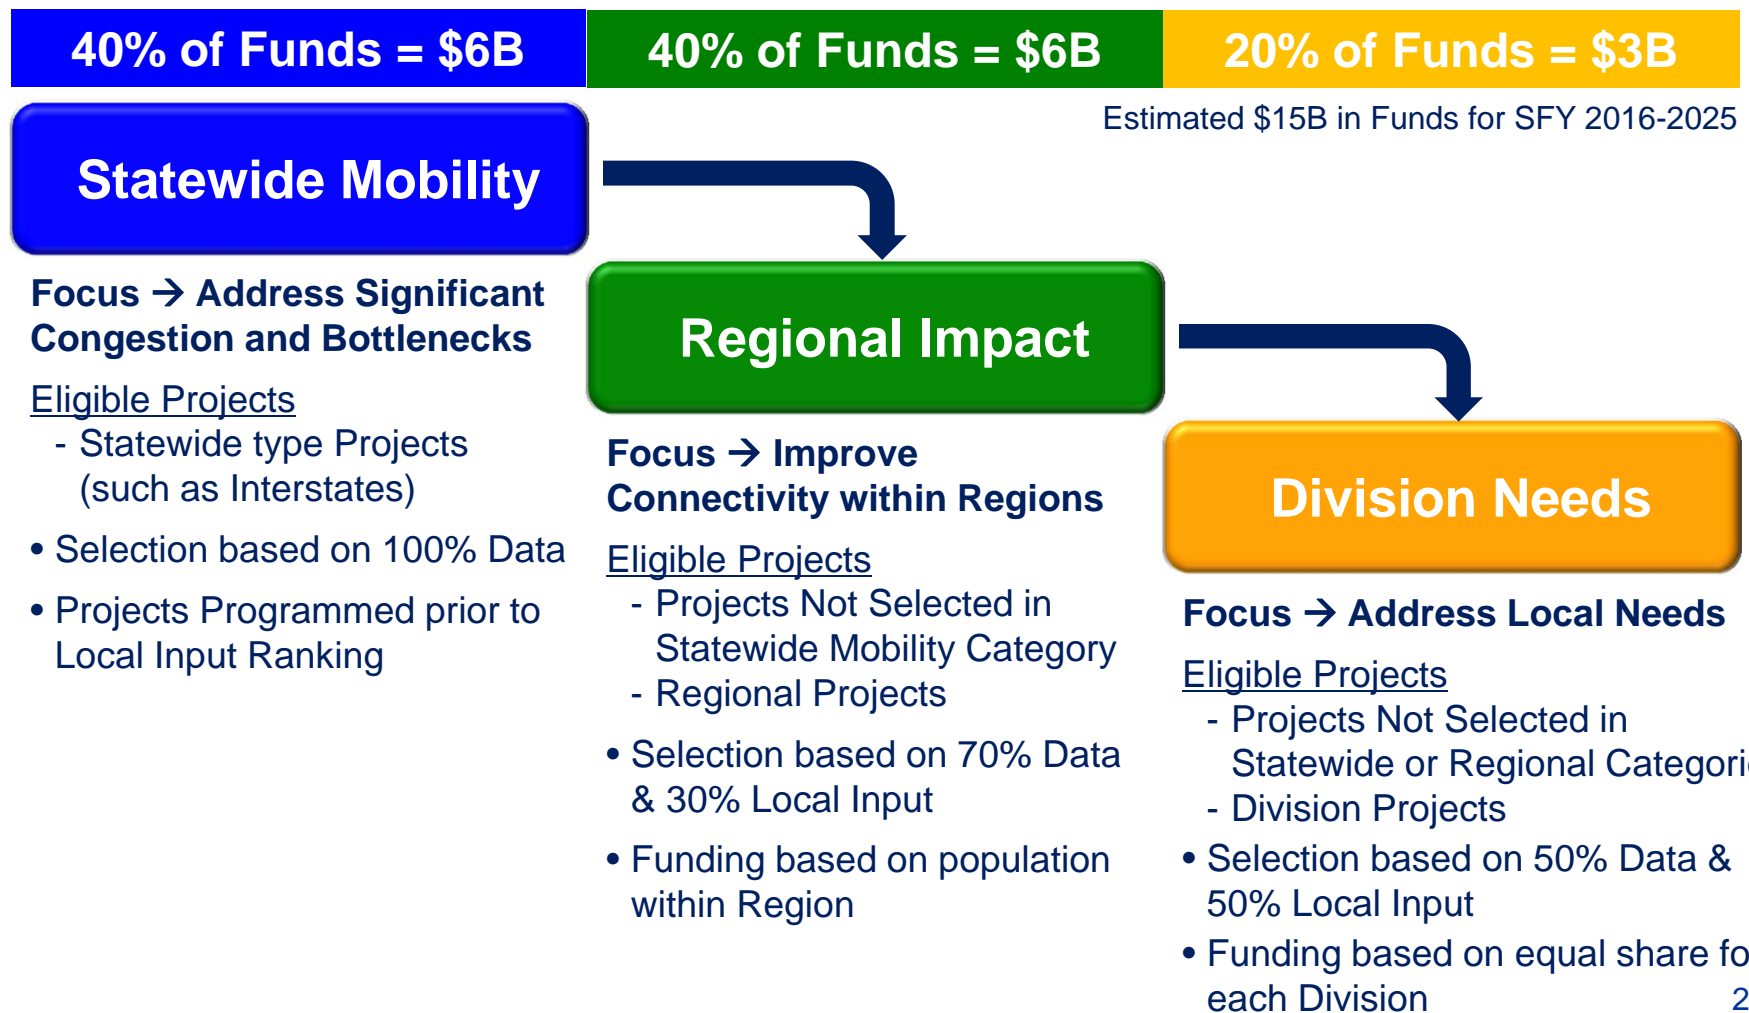 40% of Funds = $6B
40% of Funds = $6B
20% of Funds = $3B
Estimated $15B in Funds for SFY 2016-2025
Statewide Mobility
Focus → Address Significant
Congestion and Bottlenecks
Eligible Projects
- Statewide type Projects
(such as Interstates)
• Selection based on 100% Data
• Projects Programmed prior to
Local Input Ranking
Regional Impact
Focus → Improve
Connectivity within Regions
Eligible Projects
- Projects Not Selected in
Statewide Mobility Category
- Regional Projects
• Selection based on 70% Data
& 30% Local Input
• Funding based on population
within Region
Division Needs
Focus → Address Local Needs
Eligible Projects
- Projects Not Selected in
Statewide or Regional
- Division Projects
• Selection based on 50% Data &
50% Local Input
• Funding based on equal share
each Division
2